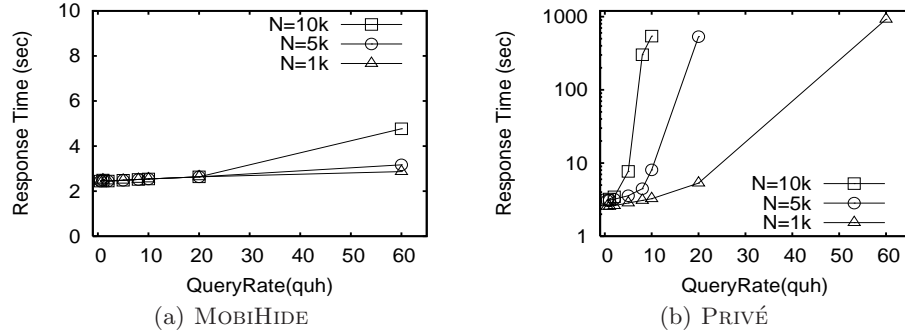 Response Time (sec)
10
8
6
4
2
0
N=10k
N=5k
N=1k
0 10 20 30 40 50 60
QueryRate(quh)
(a) MOBIHIDE
Response Time (sec)
1000
100
10
1
N=10k
N=5k
N=1k
0 10 20 30 40 50 60
QueryRate(quh)
(b) PRIVÉ